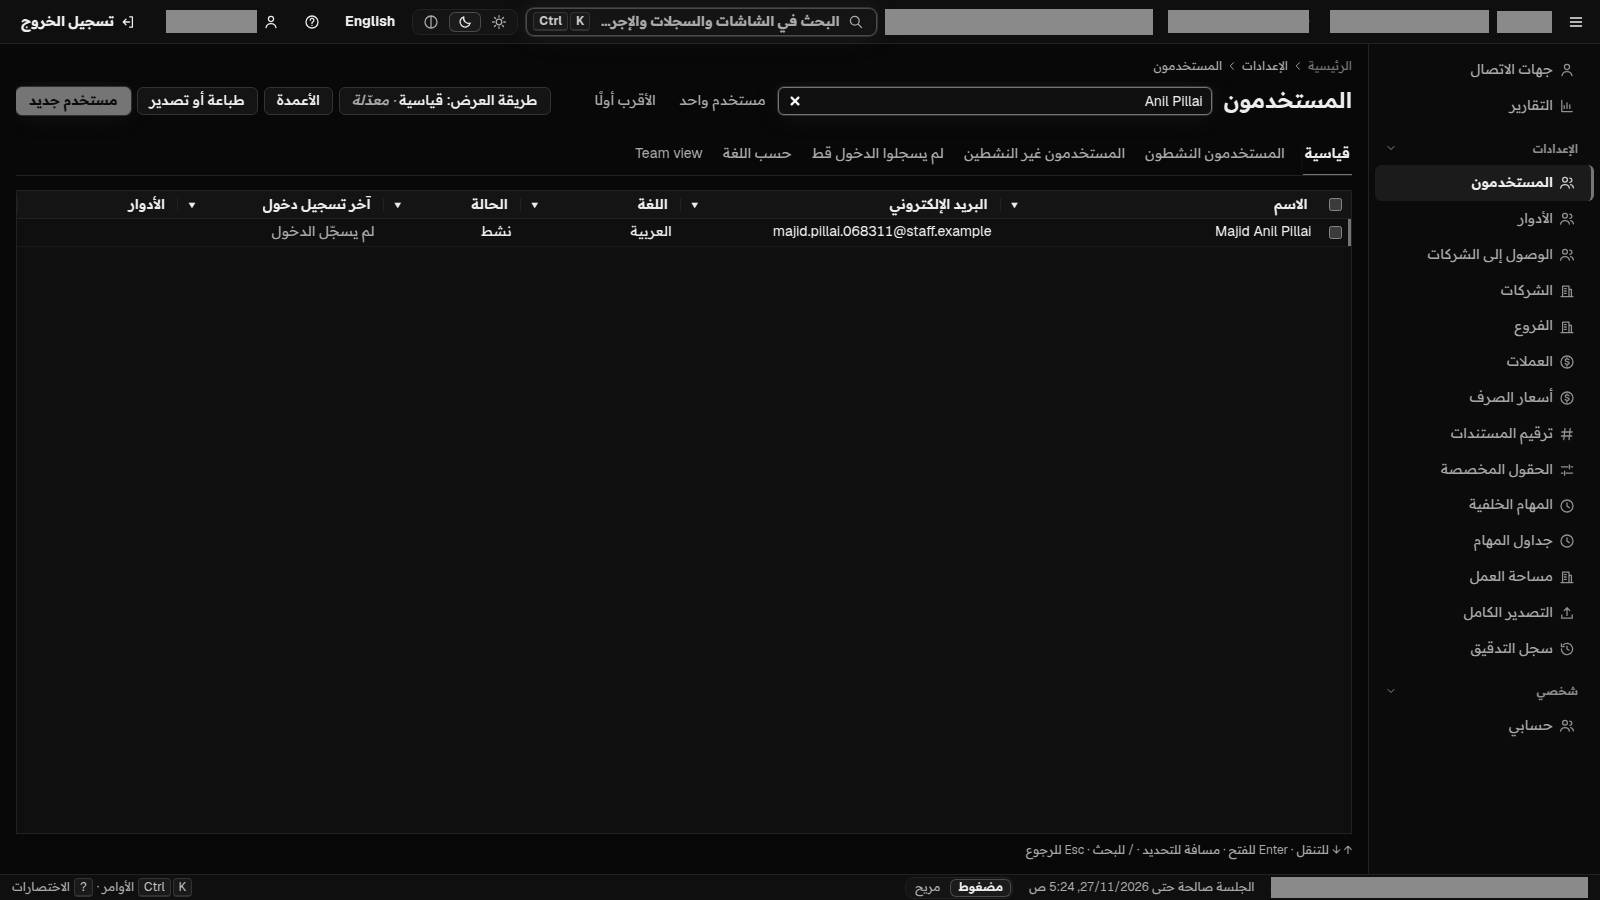 البحث في الشاشات والسجلات والإجر... Ctrl K
English
تسجيل الخروج
جهات الاتصال
التقارير
الإعدادات
المستخدمون
الأدوار
الوصول إلى الشركات
الشركات
الفروع
العملات
أسعار الصرف
ترقيم المستندات
الحقول المخصصة
المهام الخلفية
جداول المهام
مساحة العمل
التصدير الكامل
سجل التدقيق
شخصي
حسابي
الرئيسية › الإعدادات › المستخدمون
المستخدمون
Anil Pillai
مستخدم واحد
الأقرب أولًا
طريقة العرض: قياسية · معدّلة
الأعمدة
طباعة أو تصدير
مستخدم جديد
قياسية المستخدمون النشطون المستخدمون غير النشطين لم يسجلوا الدخول قط حسب اللغة Team view
الاسم البريد الإلكتروني اللغة الحالة آخر تسجيل دخول الأدوار
Majid Anil Pillai majid.pillai.068311@staff.example العربية نشط لم يسجّل الدخول
↑↓ للتنقل · Enter للفتح · مسافة للتحديد · / للبحث · Esc للرجوع
الجلسة صالحة حتى 27/11/2026, 5:24 ص
مضغوط مريح
Ctrl K الأوامر · ? الاختصارات